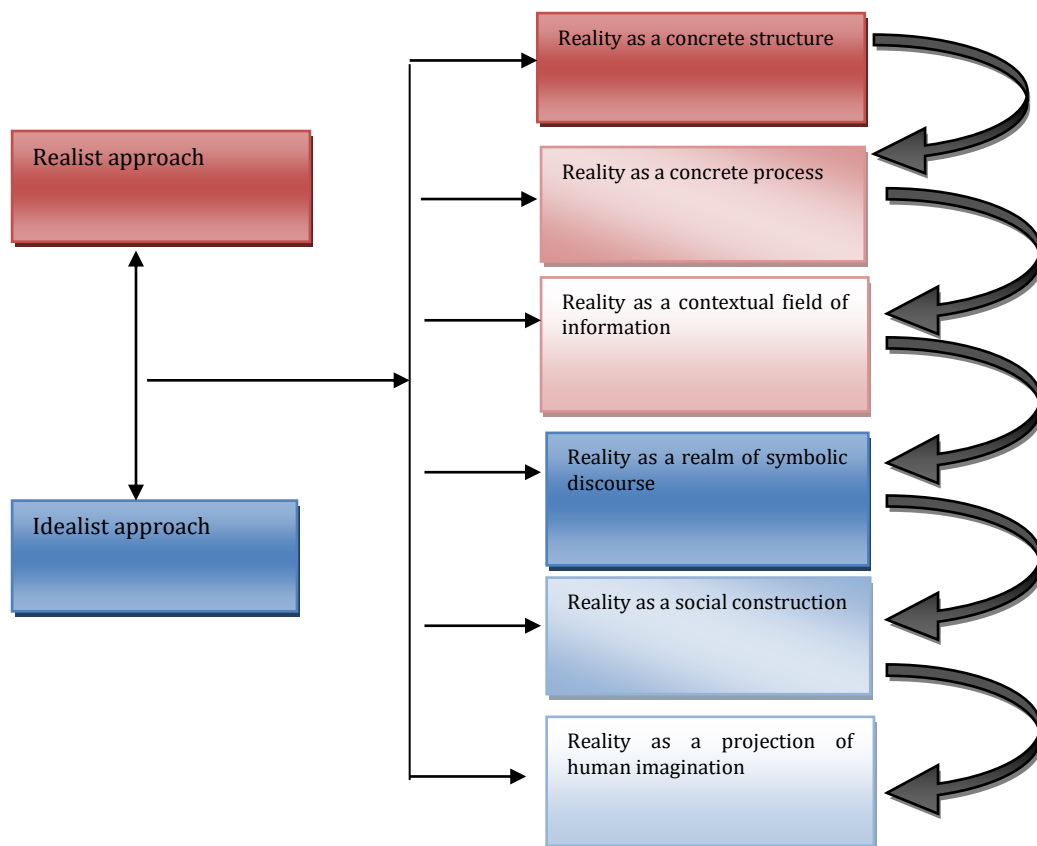 Reality as a concrete structure
Realist approach
Reality as a concrete process
Reality as a contextual field of
information
Reality as a realm of symbolic
discourse
Idealist approach
Reality as a social construction
Reality as a projection of
human imagination